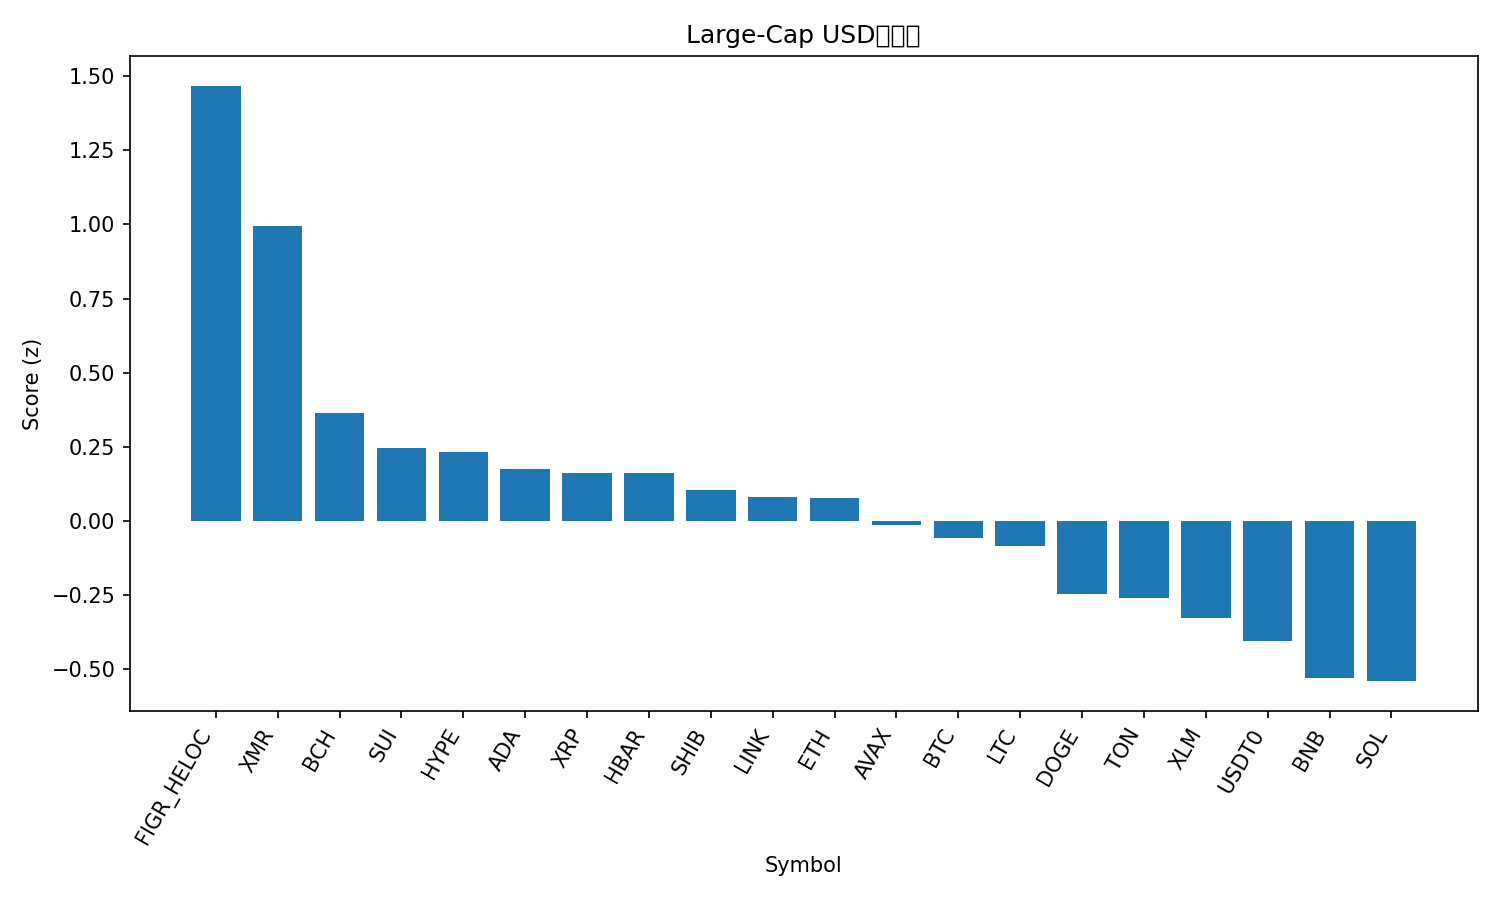 Large-Cap USD
1.50
1.25
1.00
0.75
0.50
0.25
0.00
−0.25
−0.50
Score (z)
FIGR_HELOC
XMR
BCH
SUI
HYPE
ADA
XRP
HBAR
SHIB
LINK
ETH
AVAX
BTC
LTC
DOGE
TON
XLM
USDT0
BNB
SOL
Symbol